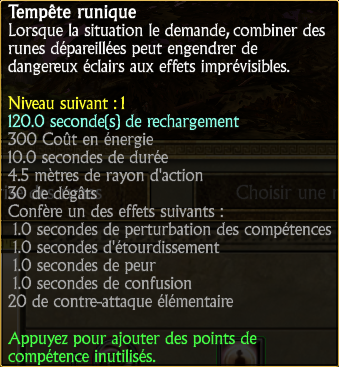 Tempête runique
Lorsque la situation le demande, combiner des
runes dépareillées peut engendrer de
dangereux éclairs aux effets imprévisibles.
Niveau suivant : 1
120.0 seconde(s) de rechargement
300 Coût en énergie
10.0 secondes de durée
4.5 mètres de rayon d'action
30 de dégâts
Choisir une
Confère un des effets suivants :
1.0 secondes de perturbation des compétences
1.0 secondes d'étourdissement
1.0 secondes de peur
1.0 secondes de confusion
20 de contre-attaque élémentaire
Appuyez pour ajouter des points de
compétence inutilisés.